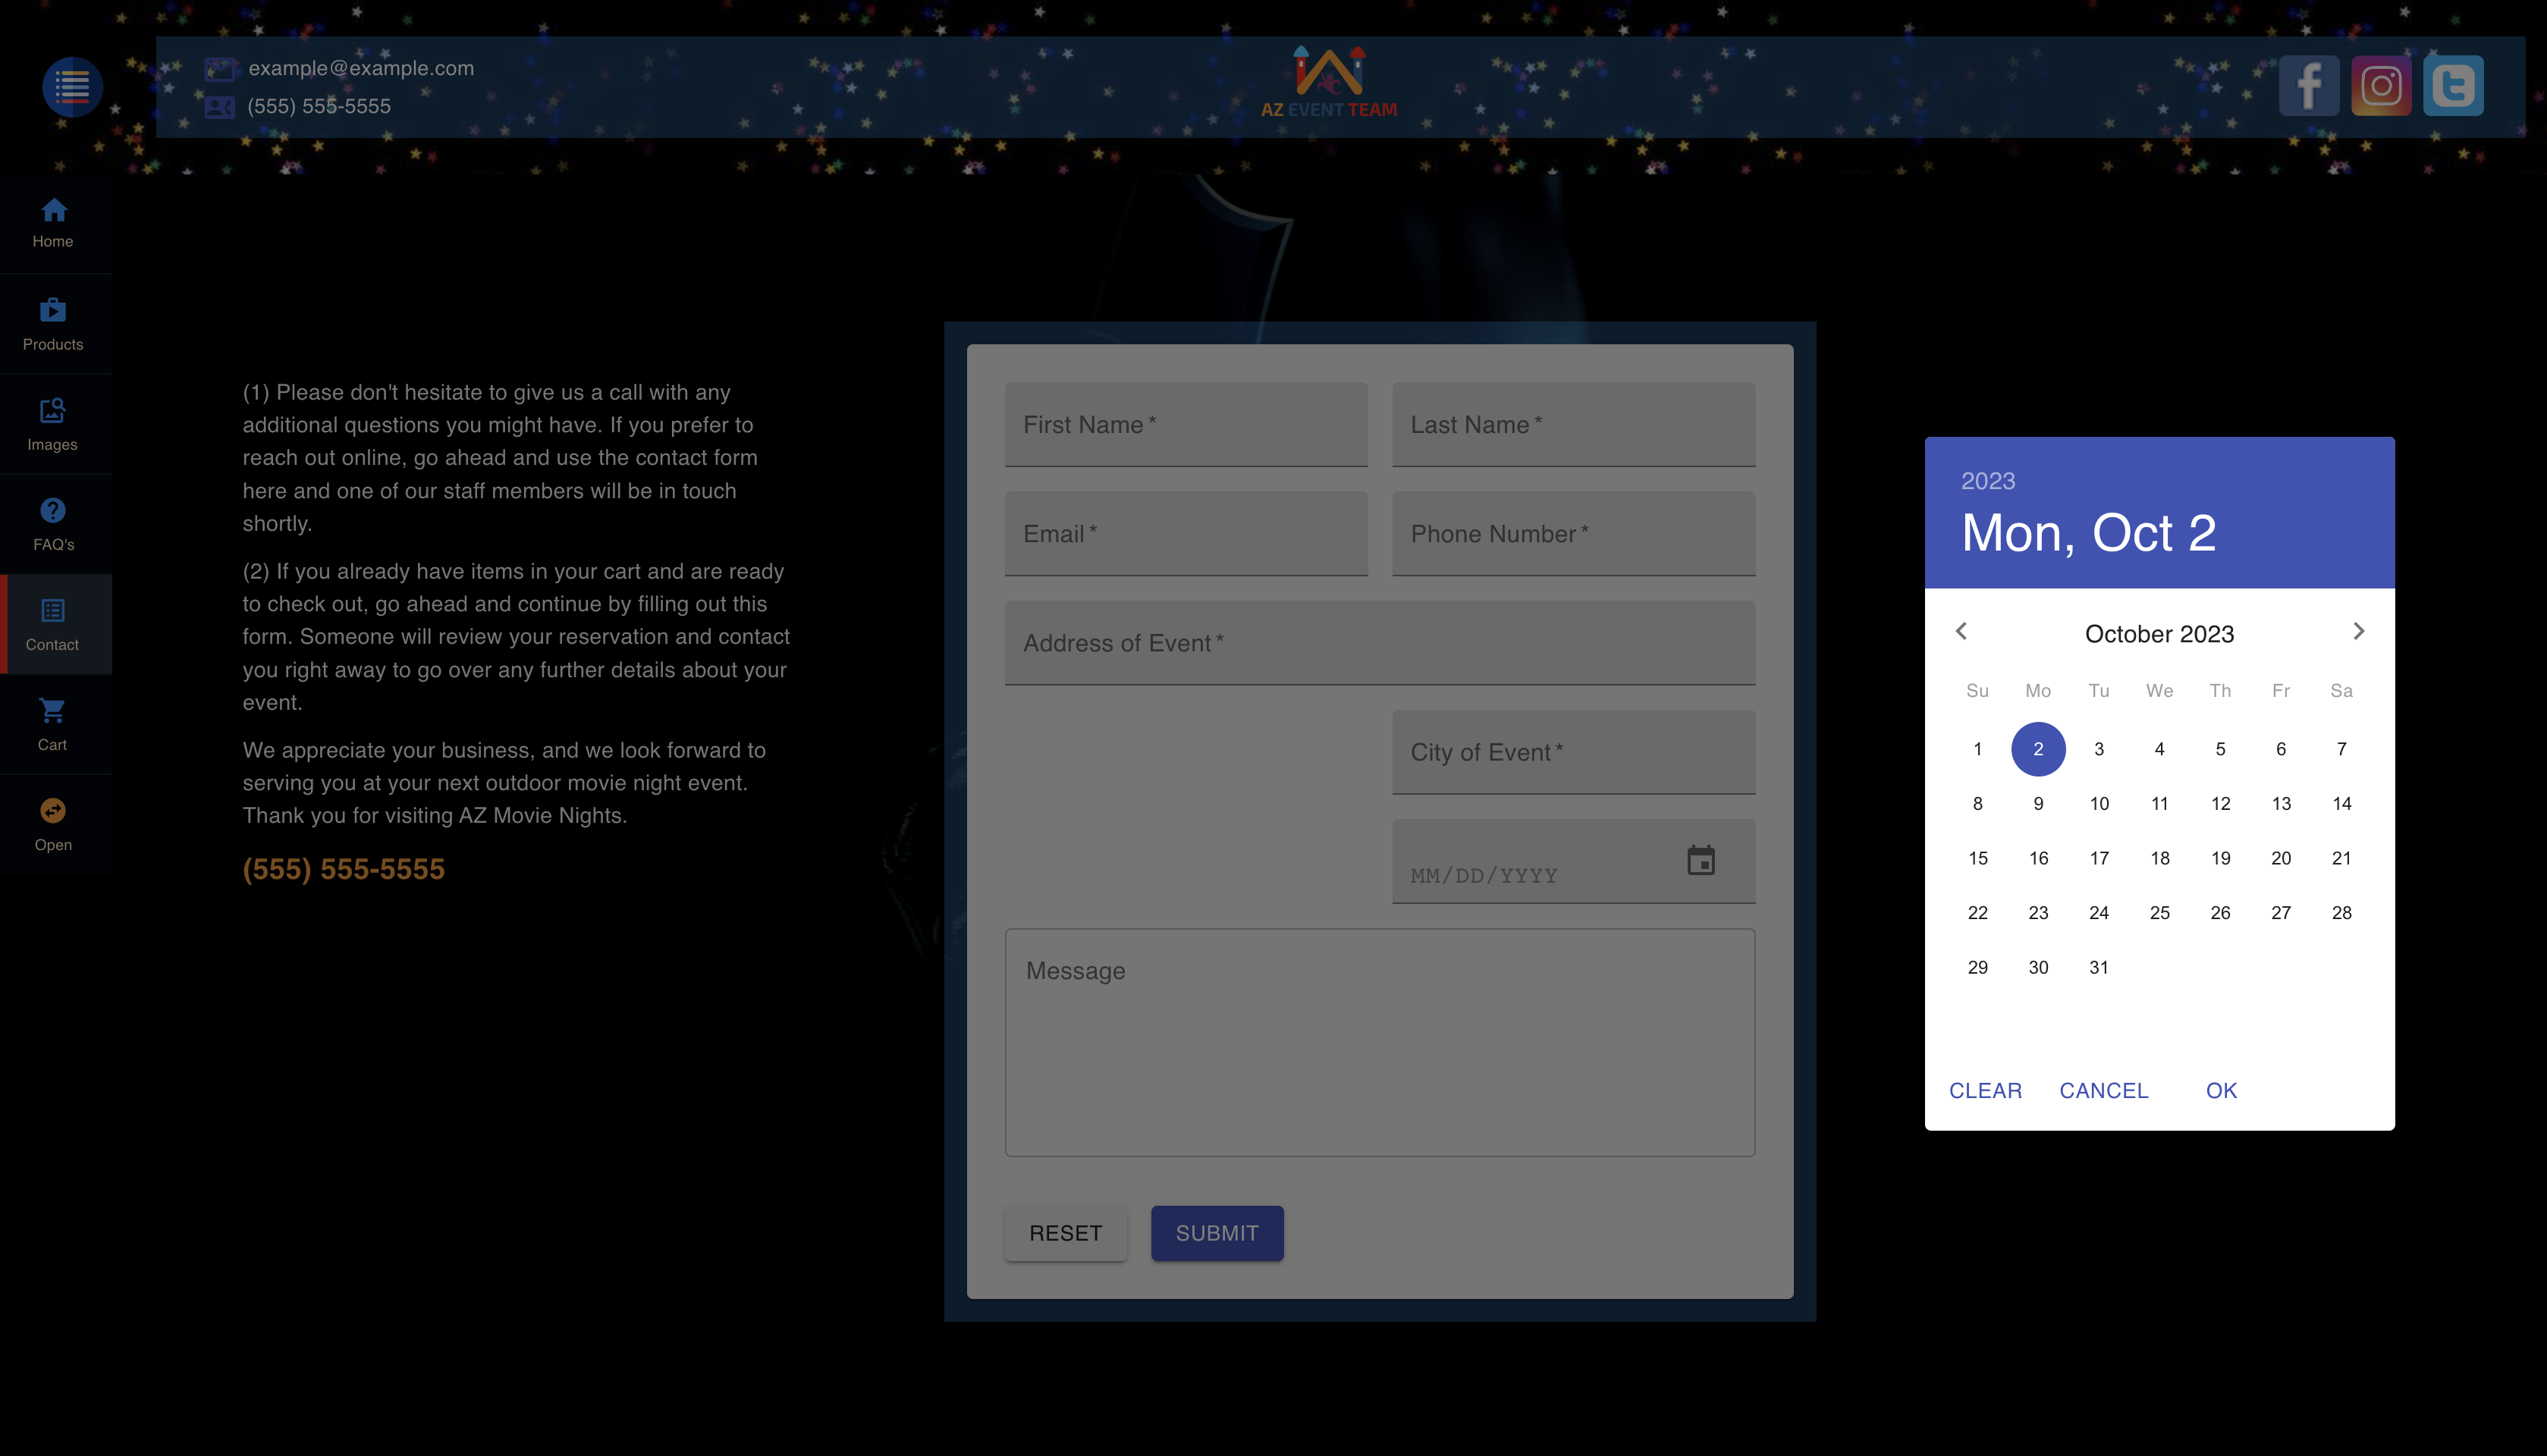 example@example.com
(555) 555-5555
AZ EVENT TEAM
Home
Products
Images
FAQ's
Contact
Cart
Open
(1) Please don't hesitate to give us a call with any
additional questions you might have. If you prefer to
reach out online, go ahead and use the contact form
here and one of our staff members will be in touch
shortly.
(2) If you already have items in your cart and are ready
to check out, go ahead and continue by filling out this
form. Someone will review your reservation and contact
you right away to go over any further details about your
event.
We appreciate your business, and we look forward to
serving you at your next outdoor movie night event.
Thank you for visiting AZ Movie Nights.
(555) 555-5555
First Name *
Last Name *
Email *
Phone Number *
Address of Event *
City of Event *
MM/DD/YYYY
Message
RESET
SUBMIT
2023
Mon, Oct 2
October 2023
Su Mo Tu We Th Fr Sa
1 2 3 4 5 6 7
8 9 10 11 12 13 14
15 16 17 18 19 20 21
22 23 24 25 26 27 28
29 30 31
CLEAR CANCEL OK